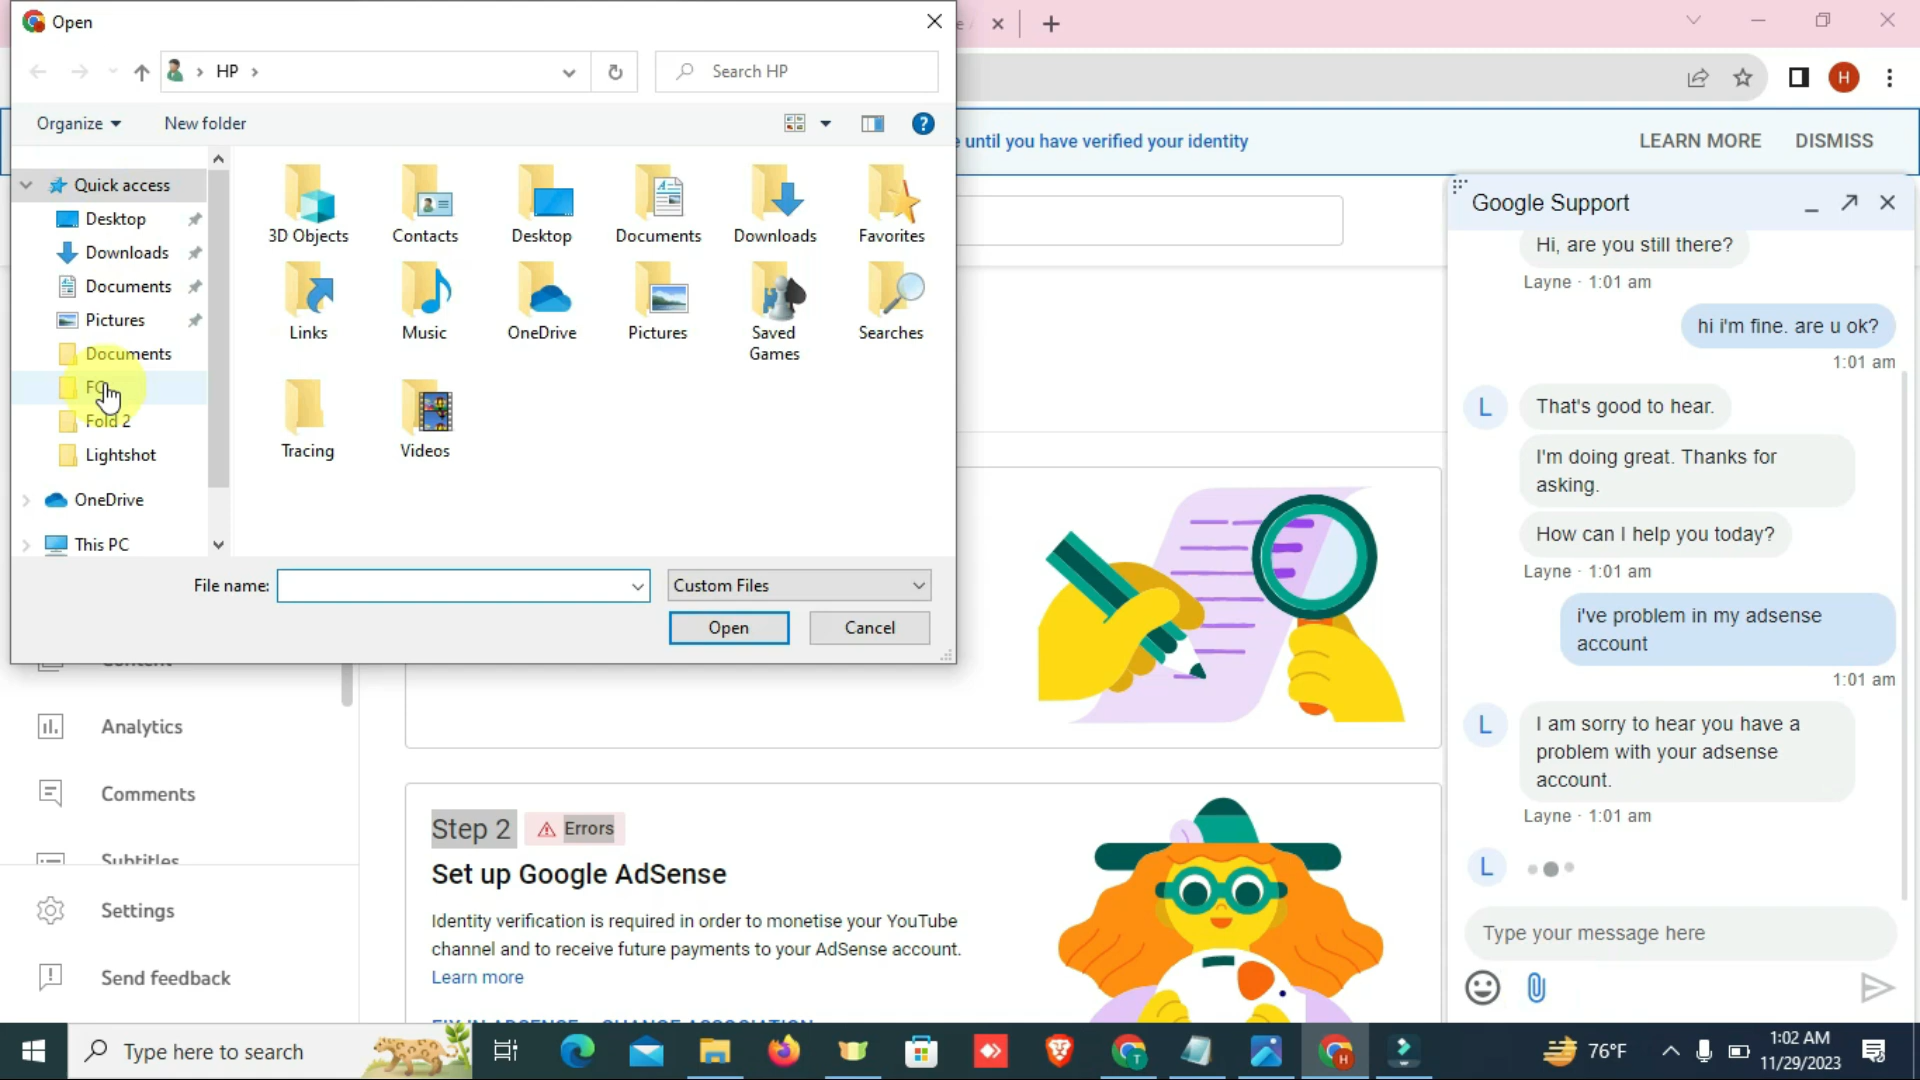 Open
HP
Search HP
Organize
New folder
Quick access
Desktop
Downloads
Documents
Pictures
Documents
Fold 2
Lightshot
OneDrive
This PC
3D Objects
Contacts
Desktop
Documents
Downloads
Favorites
Links
Music
OneDrive
Pictures
Saved
Games
Searches
Tracing
Videos
File name:
Custom Files
Open
Cancel
H
until you have verified your identity
LEARN MORE
DISMISS
Google Support
Hi, are you still there?
Layne · 1:01 am
hi i'm fine. are u ok?
1:01 am
L
That's good to hear.
I'm doing great. Thanks for
asking.
How can I help you today?
Layne · 1:01 am
i've problem in my adsense
account
1:01 am
L
I am sorry to hear you have a
problem with your adsense
account.
Layne · 1:01 am
L
Type your message here
Content
Analytics
Comments
Subtitles
Settings
Send feedback
Step 2
Errors
Set up Google AdSense
Identity verification is required in order to monetise your YouTube
channel and to receive future payments to your AdSense account.
Learn more
FIX IN ADSENSE
CHANGE ASSOCIATION
Type here to search
T
H
76°F
1:02 AM
11/29/2023